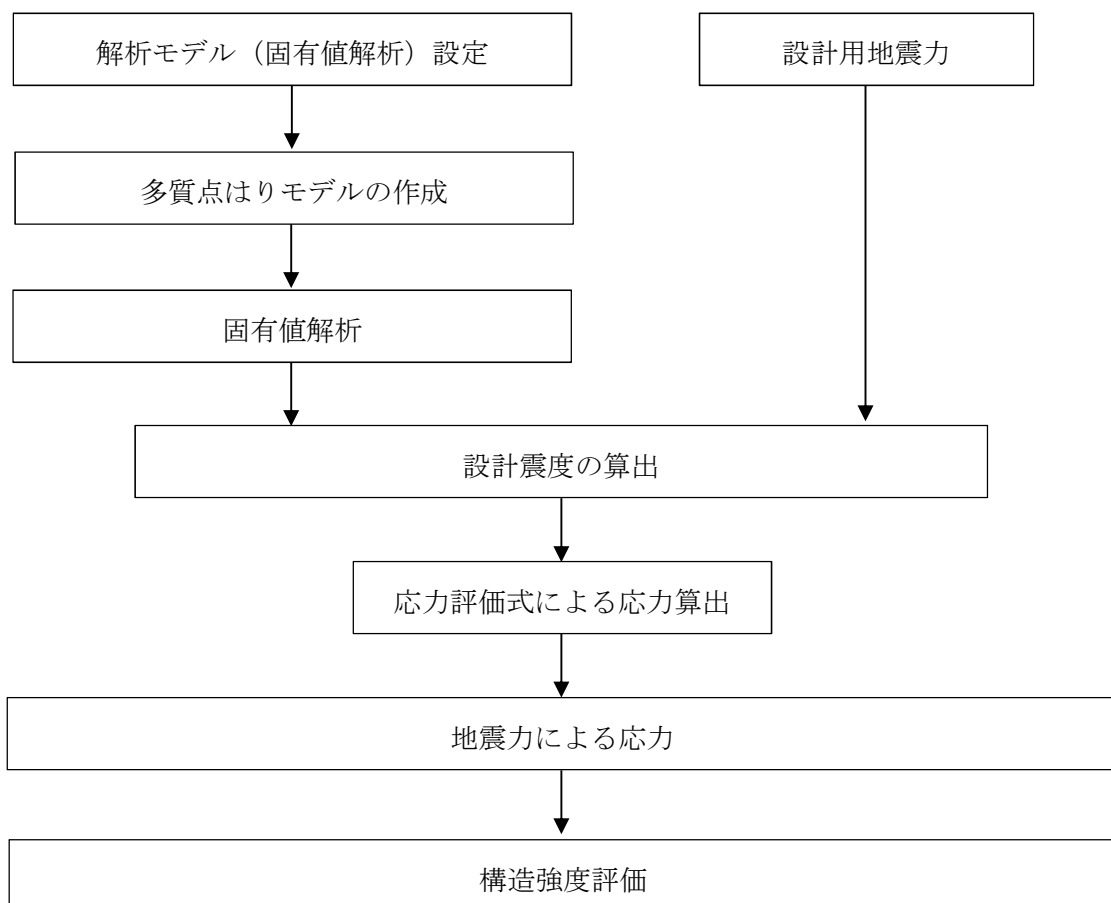 解析モデル（固有値解析）設定
設計用地震力
多質点はりモデルの作成
固有値解析
設計震度の算出
応力評価式による応力算出
地震力による応力
構造強度評価